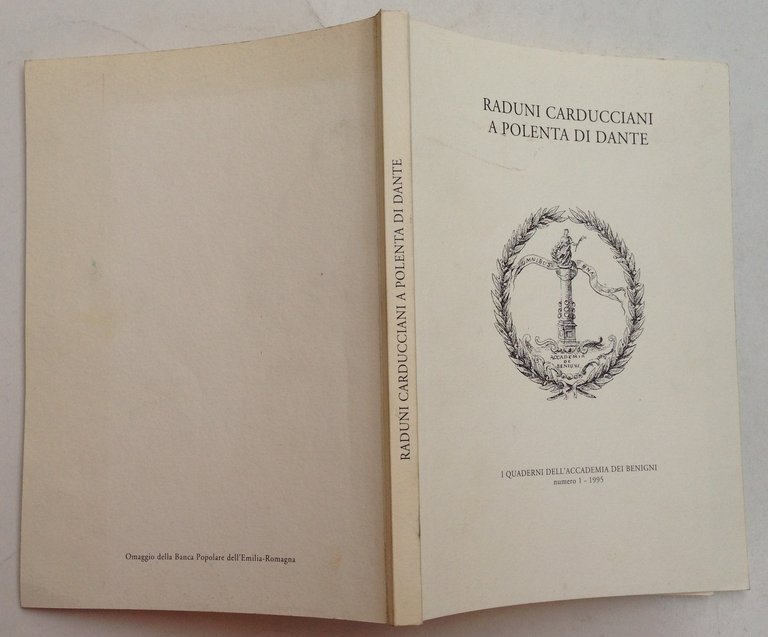 RADUNI CARDUCCIANI
A POLENTA DI DANTE
OMNIBUS
ACCADEMIA
DE
BENIGNI
I QUADERNI DELL'ACCADEMIA DEI BENIGNI
numero 1 - 1995
RADUNI CARDUCCIANI A POLENTA DI DANTE
Omaggio della Banca Popolare dell'Emilia-Romagna